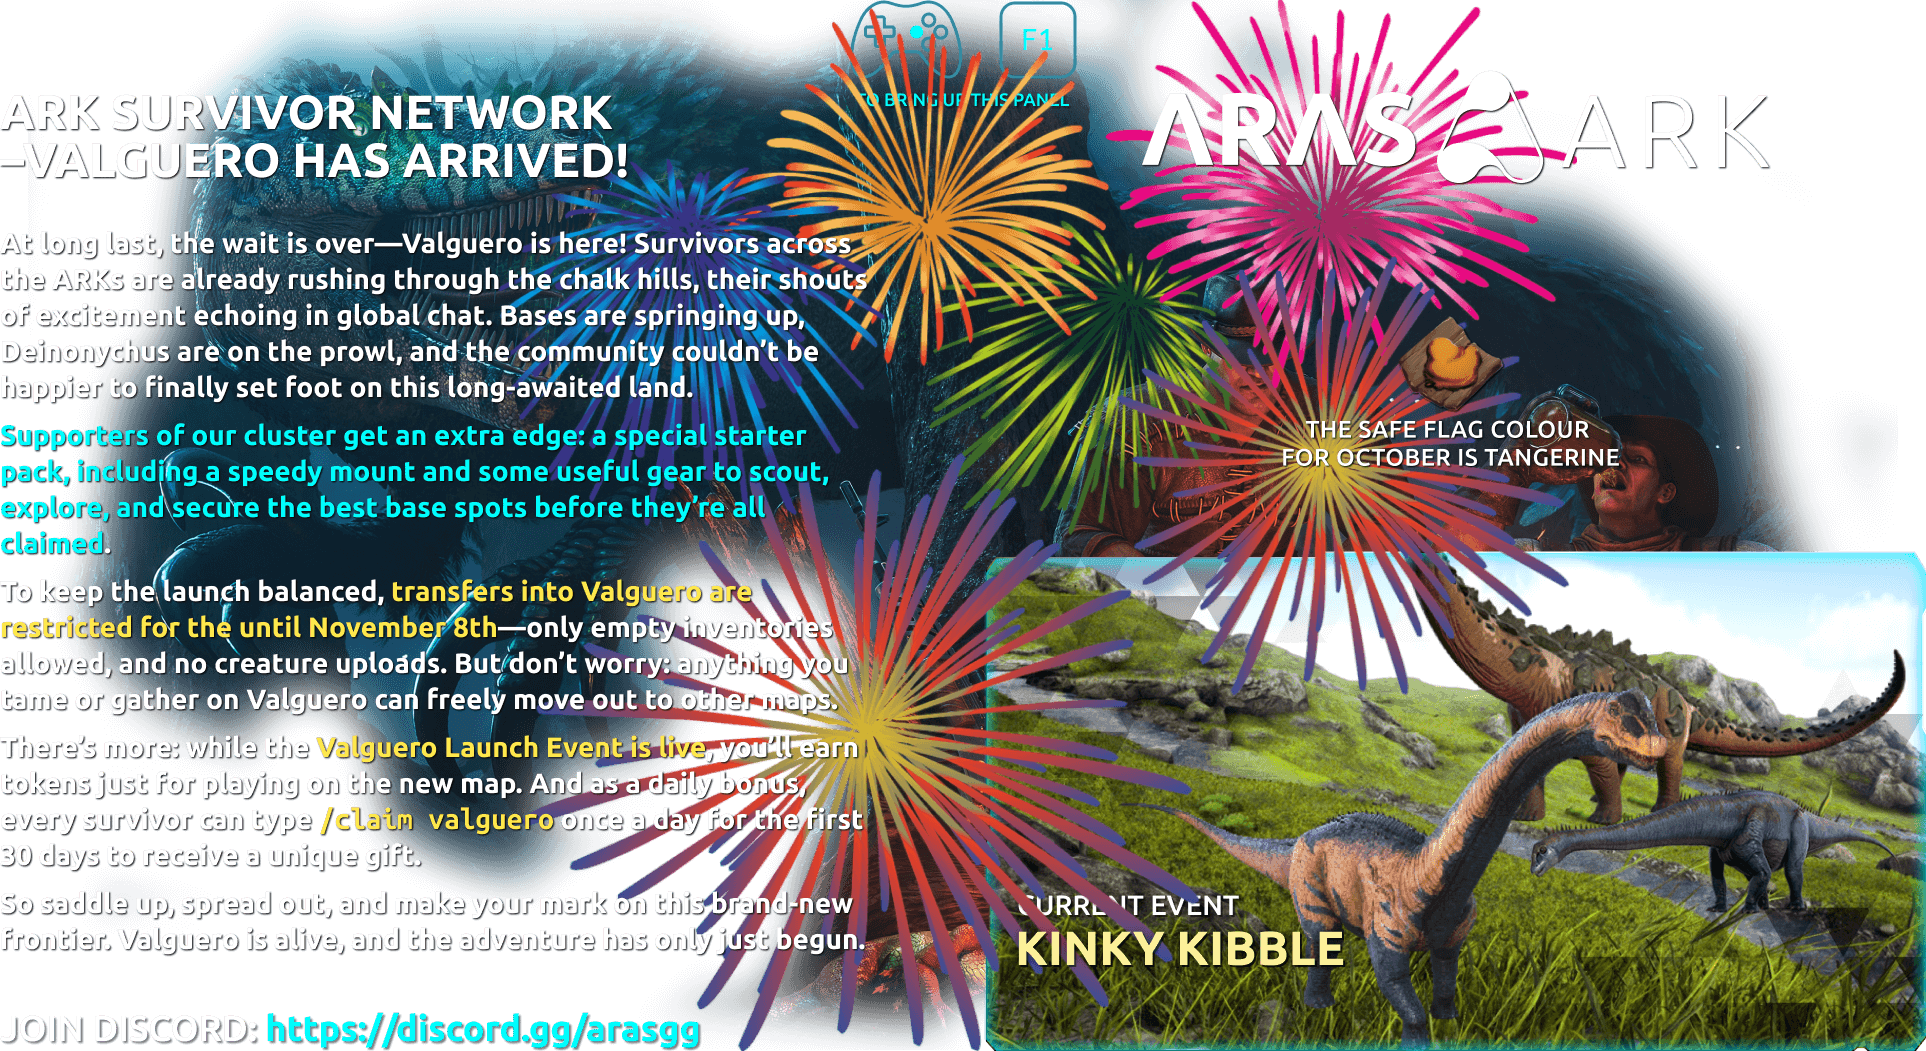 F1
TO BRING UP THIS PANEL
ARAS ARK
ARK SURVIVOR NETWORK
–VALGUERO HAS ARRIVED!
At long last, the wait is over—Valguero is here! Survivors across
the ARKs are already rushing through the chalk hills, their shouts
of excitement echoing in global chat. Bases are springing up,
Deinonychus are on the prowl, and the community couldn't be
happier to finally set foot on this long-awaited land.
Supporters of our cluster get an extra edge: a special starter
pack, including a speedy mount and some useful gear to scout,
explore, and secure the best base spots before they're all
claimed.
To keep the launch balanced, transfers into Valguero are
restricted for the until November 8th—only empty inventories
allowed, and no creature uploads. But don't worry: anything you
tame or gather on Valguero can freely move out to other maps.
There's more: while the Valguero Launch Event is live, you'll earn
tokens just for playing on the new map. And as a daily bonus,
every survivor can type /claim valguero once a day for the first
30 days to receive a unique gift.
So saddle up, spread out, and make your mark on this brand-new
frontier. Valguero is alive, and the adventure has only just begun.
JOIN DISCORD: https://discord.gg/arasgg
THE SAFE FLAG COLOUR
FOR OCTOBER IS TANGERINE
CURRENT EVENT
KINKY KIBBLE